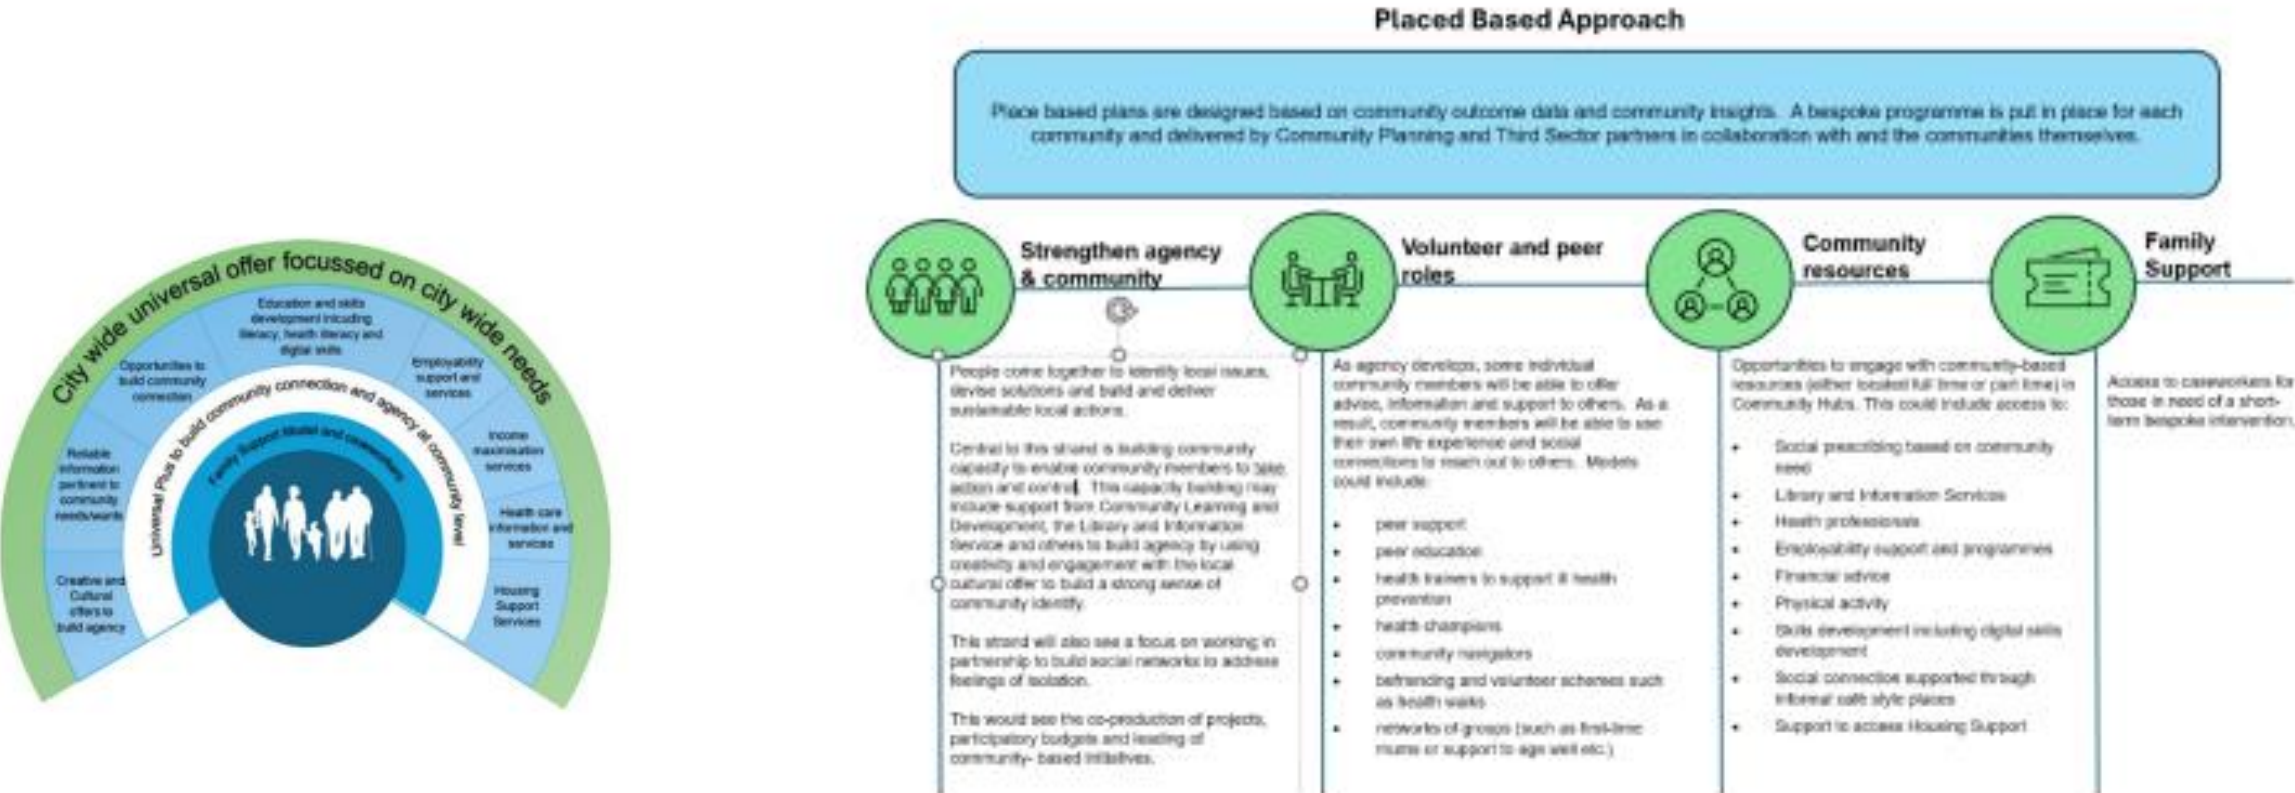 City wide universal offer focussed on city wide needs
Creative and
Cultural
offers to
build agency
Reliable
information
pertinent to
community
needs/wants
Opportunities to
build community
connection
Education and skills
development inlcuding
literacy, health literacy and
digital skills
Employability
support and
services
Income
maximisation
services
Health care
information and
services
Housing
Support
Services
Universal Plus to build community connection and agency at community level
Family Support Model and caseworkers
Placed Based Approach
Place based plans are designed based on community outcome data and community insights. A bespoke programme is put in place for each
community and delivered by Community Planning and Third Sector partners in collaboration with and the communities themselves.
Strengthen agency
& community
People come together to identify local issues,
devise solutions and build and deliver
sustainable local actions.
Central to this strand is building community
capacity to enable community members to take
action and control. This capacity building may
include support from Community Learning and
Development, the Library and Information
Service and others to build agency by using
creativity and engagement with the local
cultural offer to build a strong sense of
community identify.
This strand will also see a focus on working in
partnership to build social networks to address
feelings of isolation.
This would see the co-production of projects,
participatory budgets and leading of
community- based initiatives.
Volunteer and peer
roles
As agency develops, some individual
community members will be able to offer
advise, information and support to others. As a
result, community members will be able to use
their own life experience and social
connections to reach out to others. Models
could include:
• peer support
• peer education
• health trainers to support ill health
prevention
• health champions
• community navigators
• befriending and volunteer schemes such
as health walks
• networks of groups (such as first-time
mums or support to age well etc.)
Community
resources
Opportunities to engage with community-based
resources (either located full time or part time) in
Community Hubs. This could include access to:
• Social prescribing based on community
need
• Library and Information Services
• Health professionals
• Employability support and programmes
• Financial advice
• Physical activity
• Skills development including digital skills
development
• Social connection supported through
informal café style places
• Support to access Housing Support
Family
Support
Access to caseworkers for
those in need of a short-
term bespoke intervention.